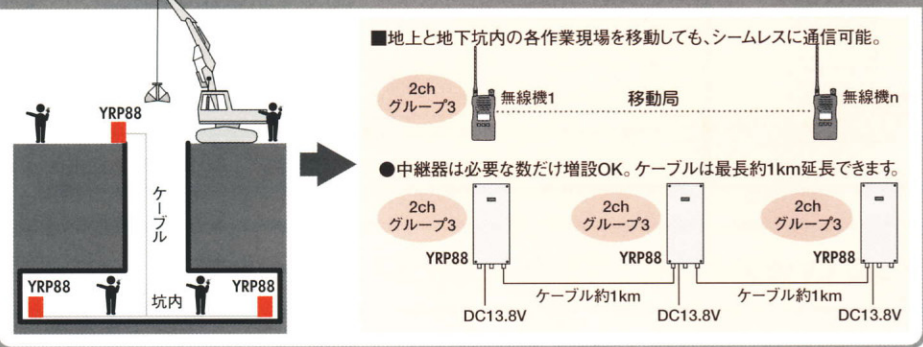 YRP88
ケーブル
YRP88
坑内
YRP88
■地上と地下坑内の各作業現場を移動しても、シームレスに通信可能。
2ch
グループ3
無線機1
移動局
無線機n
●中継器は必要な数だけ増設OK。ケーブルは最長約1km延長できます。
2ch
グループ3
2ch
グループ3
2ch
グループ3
YRP88
YRP88
YRP88
ケーブル約1km
ケーブル約1km
DC13.8V
DC13.8V
DC13.8V